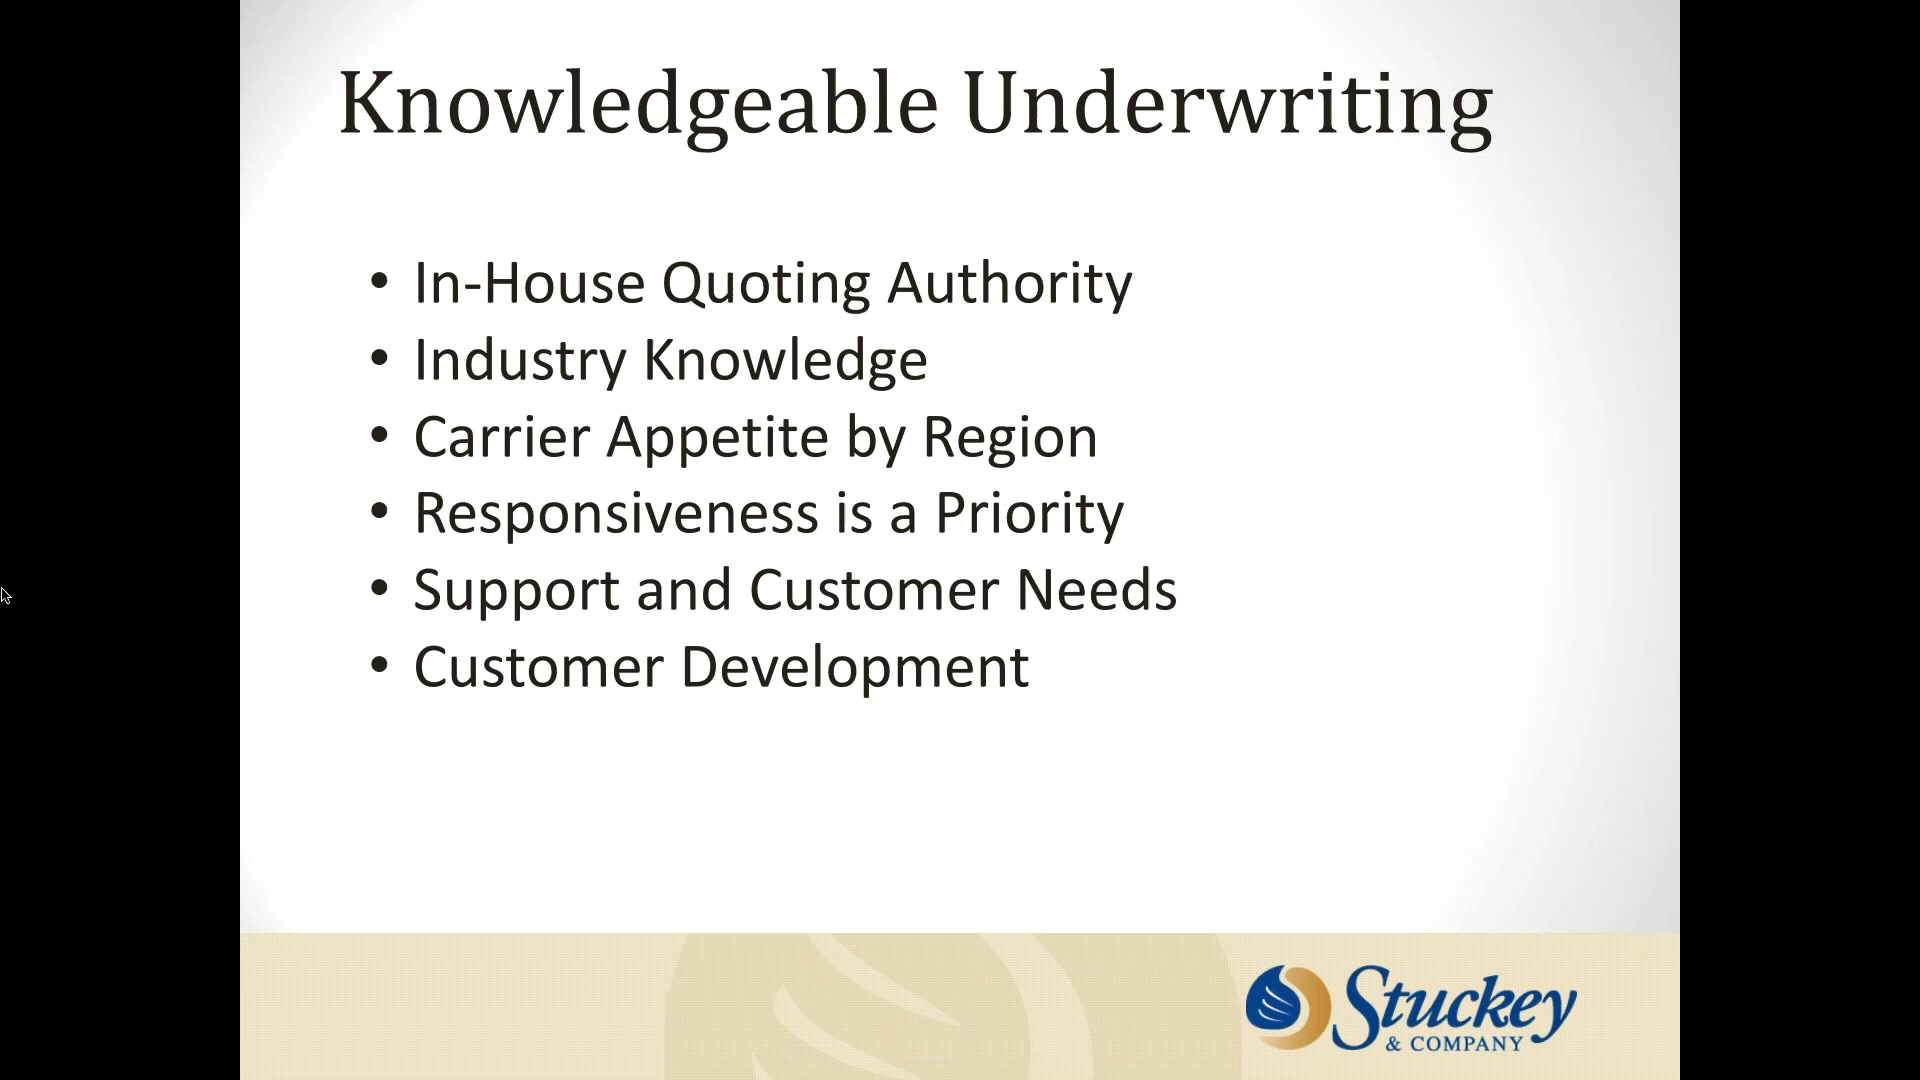 Knowledgeable Underwriting
• In-House Quoting Authority
• Industry Knowledge
• Carrier Appetite by Region
• Responsiveness is a Priority
• Support and Customer Needs
• Customer Development
Stuckey
& COMPANY